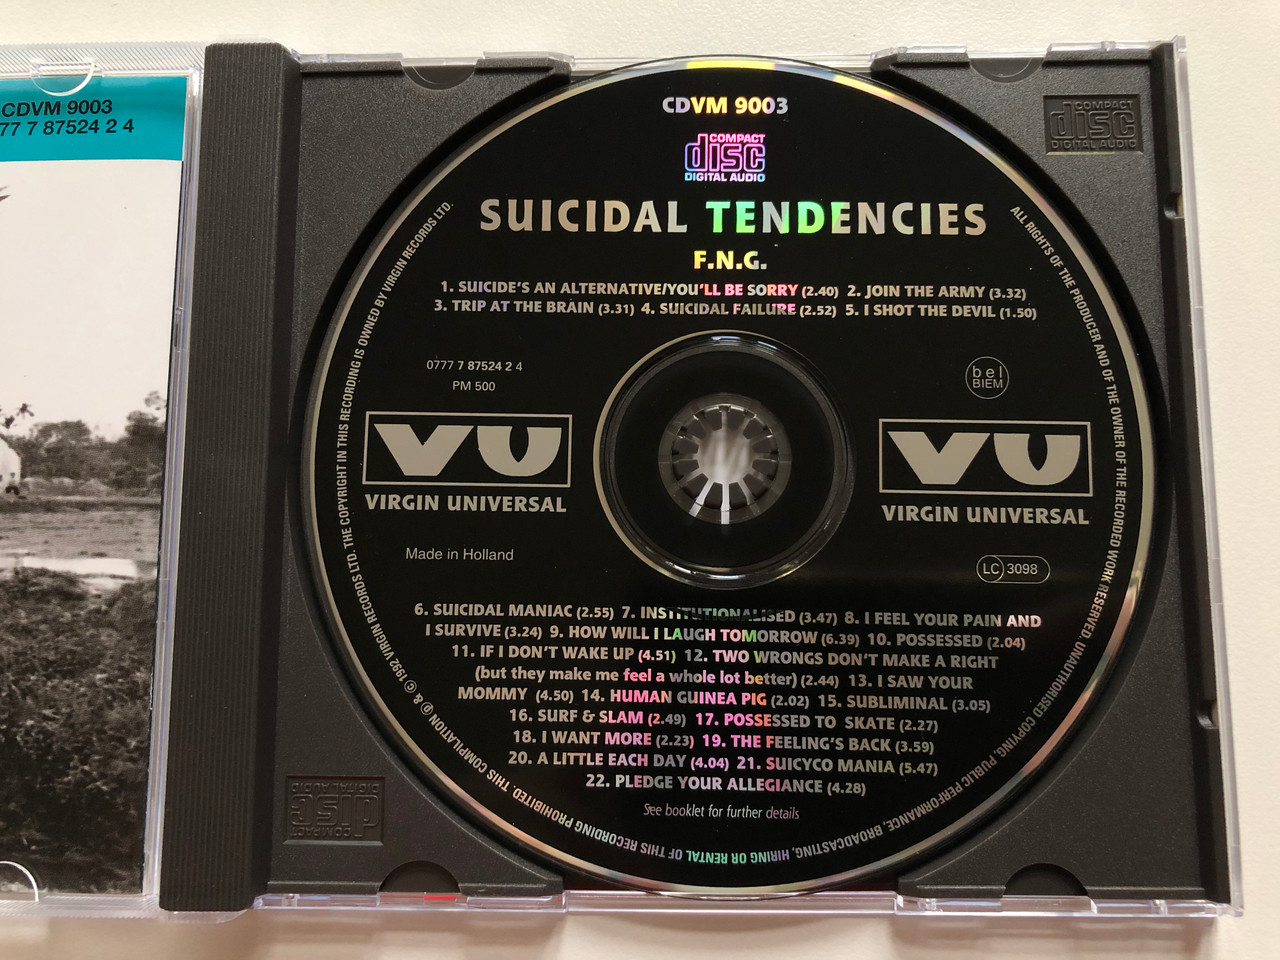 CDVM 9003
77 7 87524 2 4
CDVM 9003
COMPACT
disc
DIGITAL AUDIO
COMPACT
disc
DIGITAL AUDIO
SUICIDAL TENDENCIES
F.N.G.
1. SUICIDE'S AN ALTERNATIVE/YOU'LL BE SORRY (2.40) 2. JOIN THE ARMY (3.32)
3. TRIP AT THE BRAIN (3.31) 4. SUICIDAL FAILURE (2.52) 5. I SHOT THE DEVIL (1.50)
0777 7 87524 2 4
PM 500
bel
BIEM
VU
VIRGIN UNIVERSAL
VU
VIRGIN UNIVERSAL
Made in Holland
LC 3098
6. SUICIDAL MANIAC (2.55) 7. INSTITUTIONALISED (3.47) 8. I FEEL YOUR PAIN AND
I SURVIVE (3.24) 9. HOW WILL I LAUGH TOMORROW (6.39) 10. POSSESSED (2.04)
11. IF I DON'T WAKE UP (4.51) 12. TWO WRONGS DON'T MAKE A RIGHT
(but they make me feel a whole lot better) (2.44) 13. I SAW YOUR
MOMMY (4.50) 14. HUMAN GUINEA PIG (2.02) 15. SUBLIMINAL (3.05)
16. SURF & SLAM (2.49) 17. POSSESSED TO SKATE (2.27)
18. I WANT MORE (2.23) 19. THE FEELING'S BACK (3.59)
20. A LITTLE EACH DAY (4.04) 21. SUICYCO MANIA (5.47)
22. PLEDGE YOUR ALLEGIANCE (4.28)
See booklet for further details
ALL RIGHTS OF THE PRODUCER AND OF THE OWNER OF THE RECORDED WORK RESERVED. UNAUTHORISED COPYING, PUBLIC PERFORMANCE, BROADCASTING, HIRING OR RENTAL OF THIS RECORDING PROHIBITED. THIS COMPILATION ℗ & © 1992 VIRGIN RECORDS LTD. THE COPYRIGHT IN THIS RECORDING IS OWNED BY VIRGIN RECORDS LTD.
COMPACT
disc
DIGITAL AUDIO